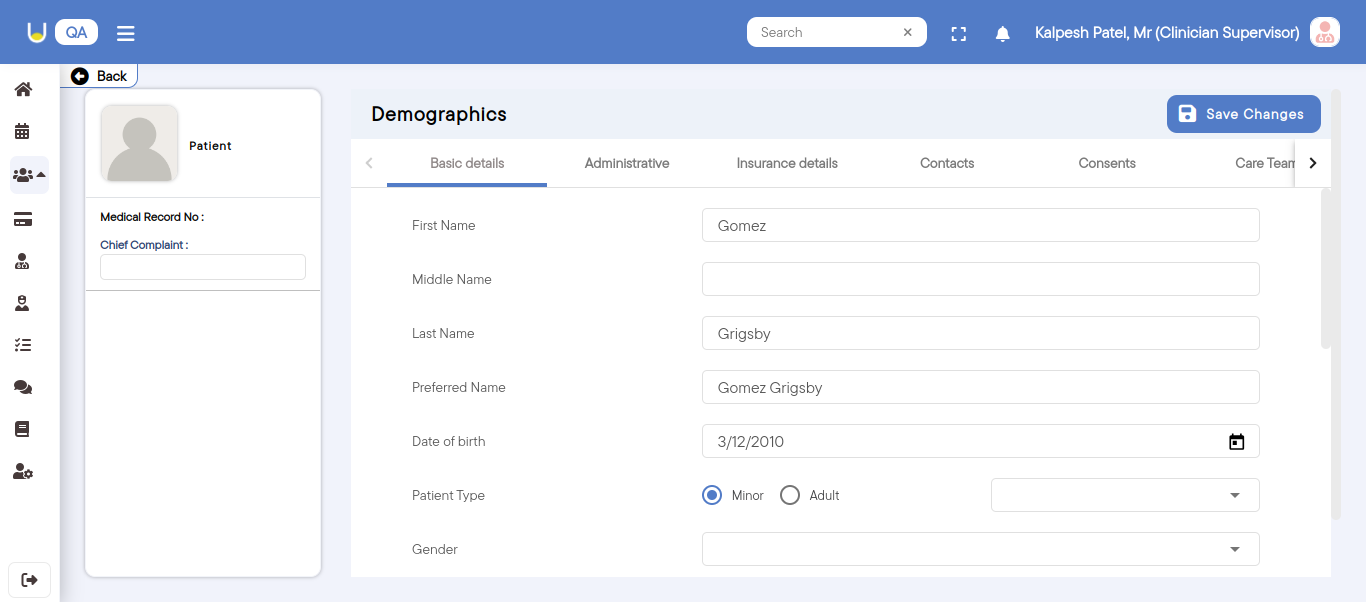 QA
Search
Kalpesh Patel, Mr (Clinician Supervisor)
Back
Patient
Medical Record No :
Chief Complaint :
Demographics
Save Changes
Basic details
Administrative
Insurance details
Contacts
Consents
Care Team
First Name
Gomez
Middle Name
Last Name
Grigsby
Preferred Name
Gomez Grigsby
Date of birth
3/12/2010
Patient Type
Minor
Adult
Gender